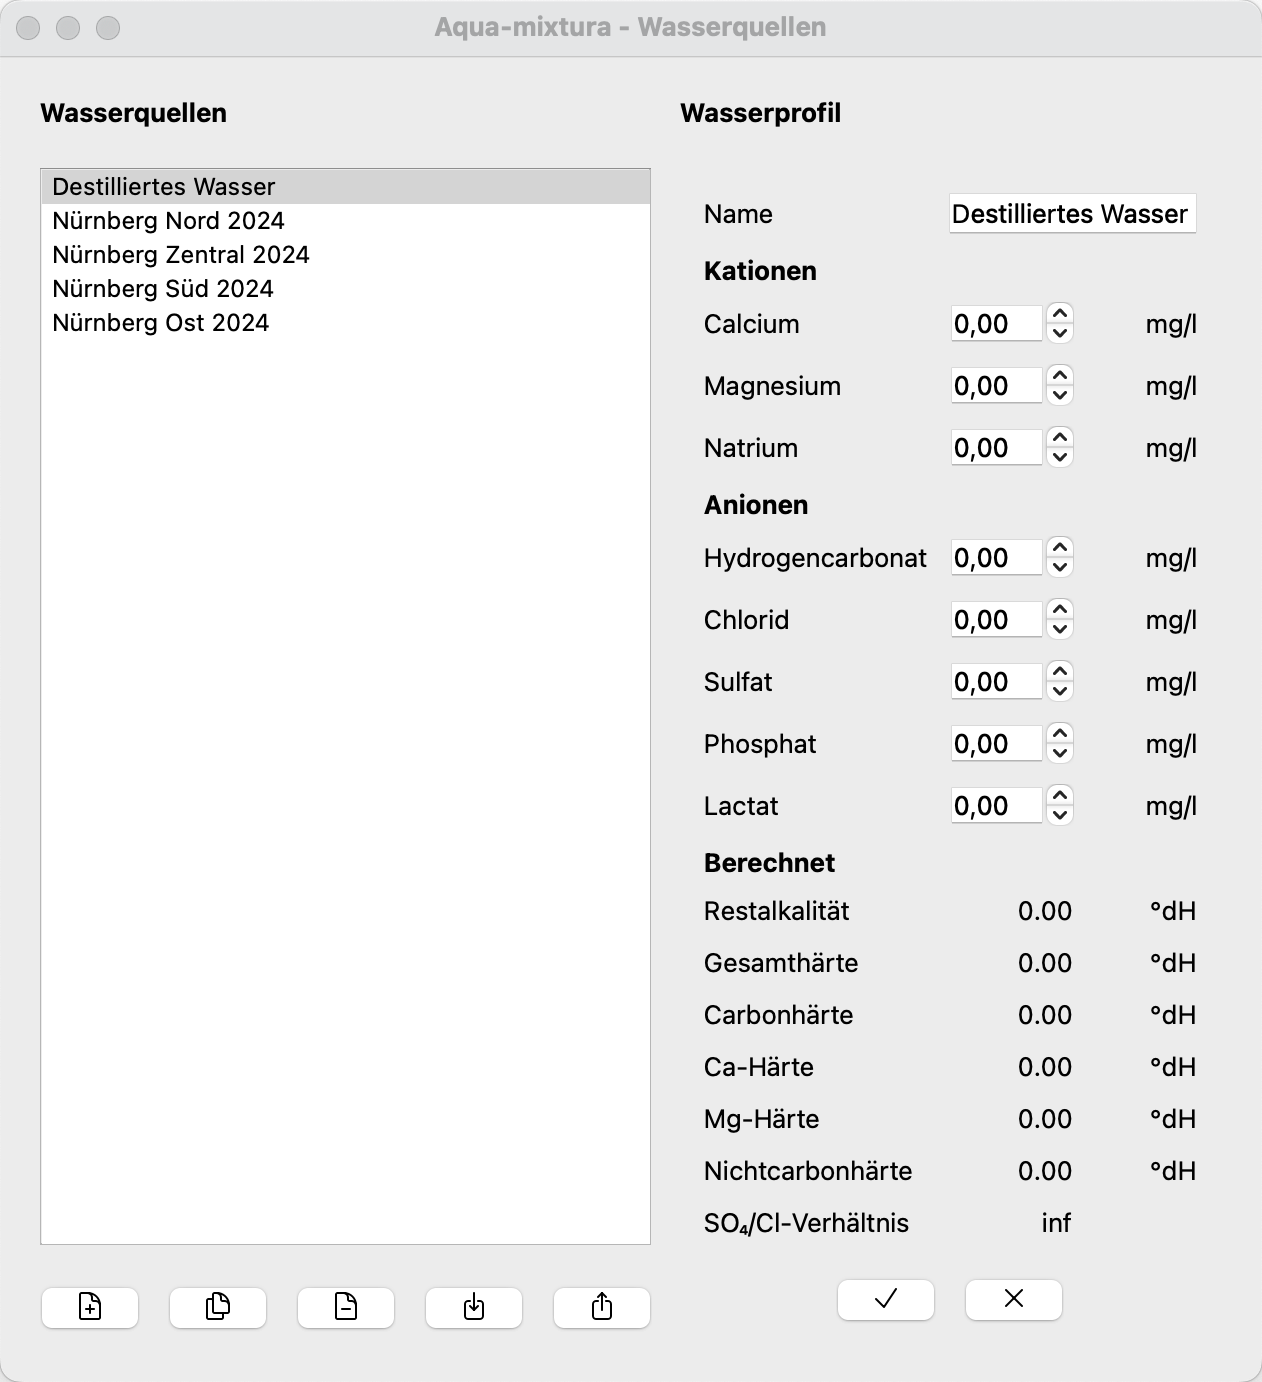 Aqua-mixtura - Wasserquellen
Wasserquellen
Destilliertes Wasser
Nürnberg Nord 2024
Nürnberg Zentral 2024
Nürnberg Süd 2024
Nürnberg Ost 2024
Wasserprofil
Name Destilliertes Wasser
Kationen
Calcium 0,00 mg/l
Magnesium 0,00 mg/l
Natrium 0,00 mg/l
Anionen
Hydrogencarbonat 0,00 mg/l
Chlorid 0,00 mg/l
Sulfat 0,00 mg/l
Phosphat 0,00 mg/l
Lactat 0,00 mg/l
Berechnet
Restalkalität 0.00 °dH
Gesamthärte 0.00 °dH
Carbonhärte 0.00 °dH
Ca-Härte 0.00 °dH
Mg-Härte 0.00 °dH
Nichtcarbonhärte 0.00 °dH
SO₄/Cl-Verhältnis inf